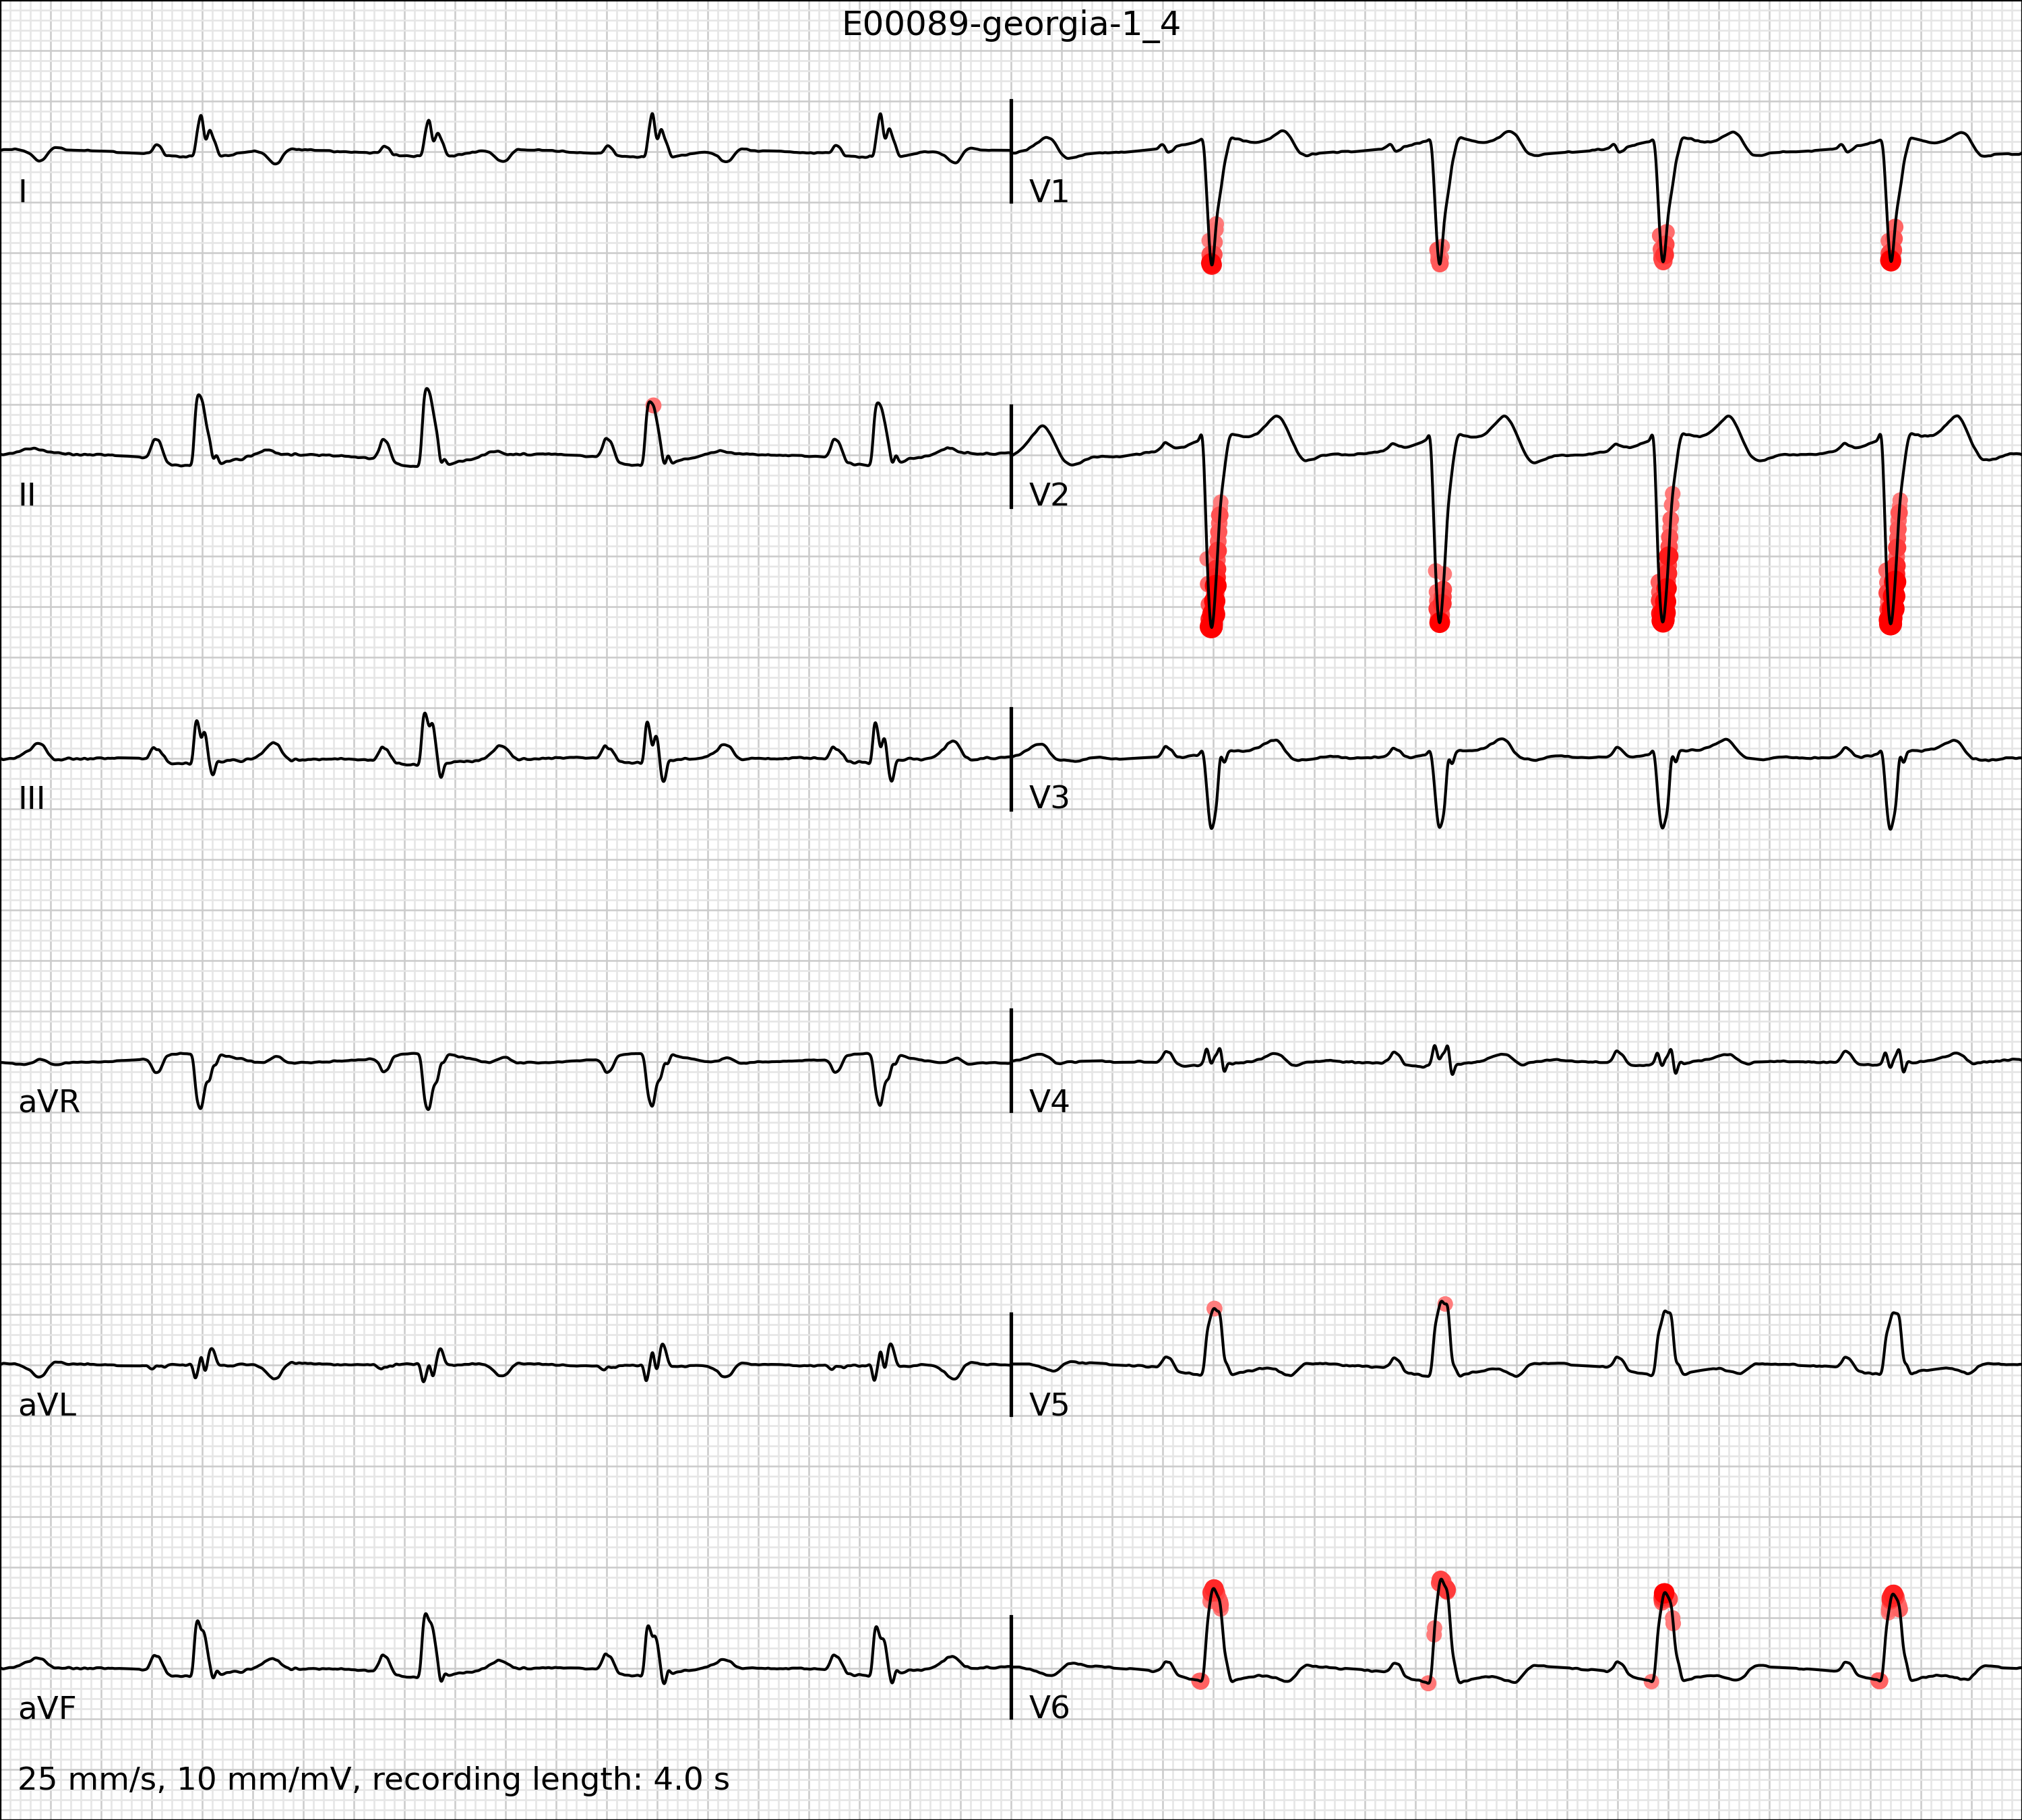 E00089-georgia-1_4
I
V1
II
V2
III
V3
aVR
V4
aVL
V5
aVF
V6
25 mm/s, 10 mm/mV, recording length: 4.0 s